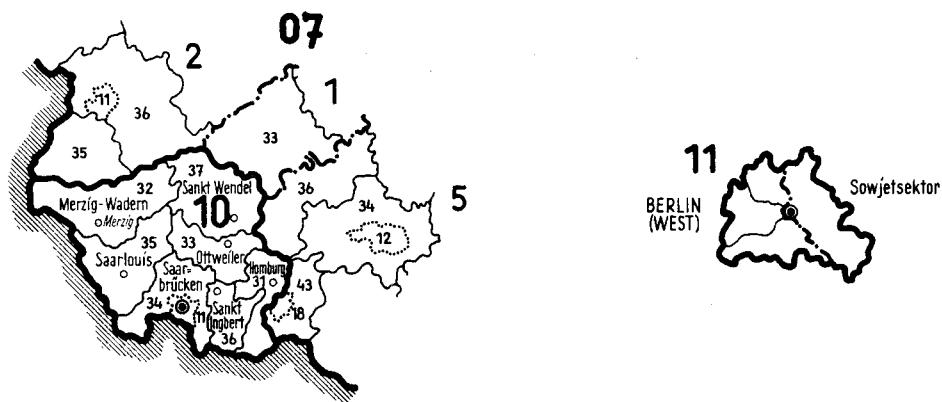 07
2
1
11
36
33
35
37
32
Sankt Wendel
36
11
Merzig-Wadern
10
34
5
Sowjetsektor
Merzig
BERLIN
(WEST)
12
35
33
Saarlouis
Ottweiler
Saar-
brücken
Homburg
31
43
34
11
Sankt
Ingbert
18
36